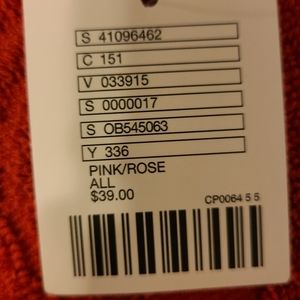 S 41096462
C 151
V 033915
S 0000017
S OB545063
Y 336
PINK/ROSE
ALL
$39.00
CP0064 5 5